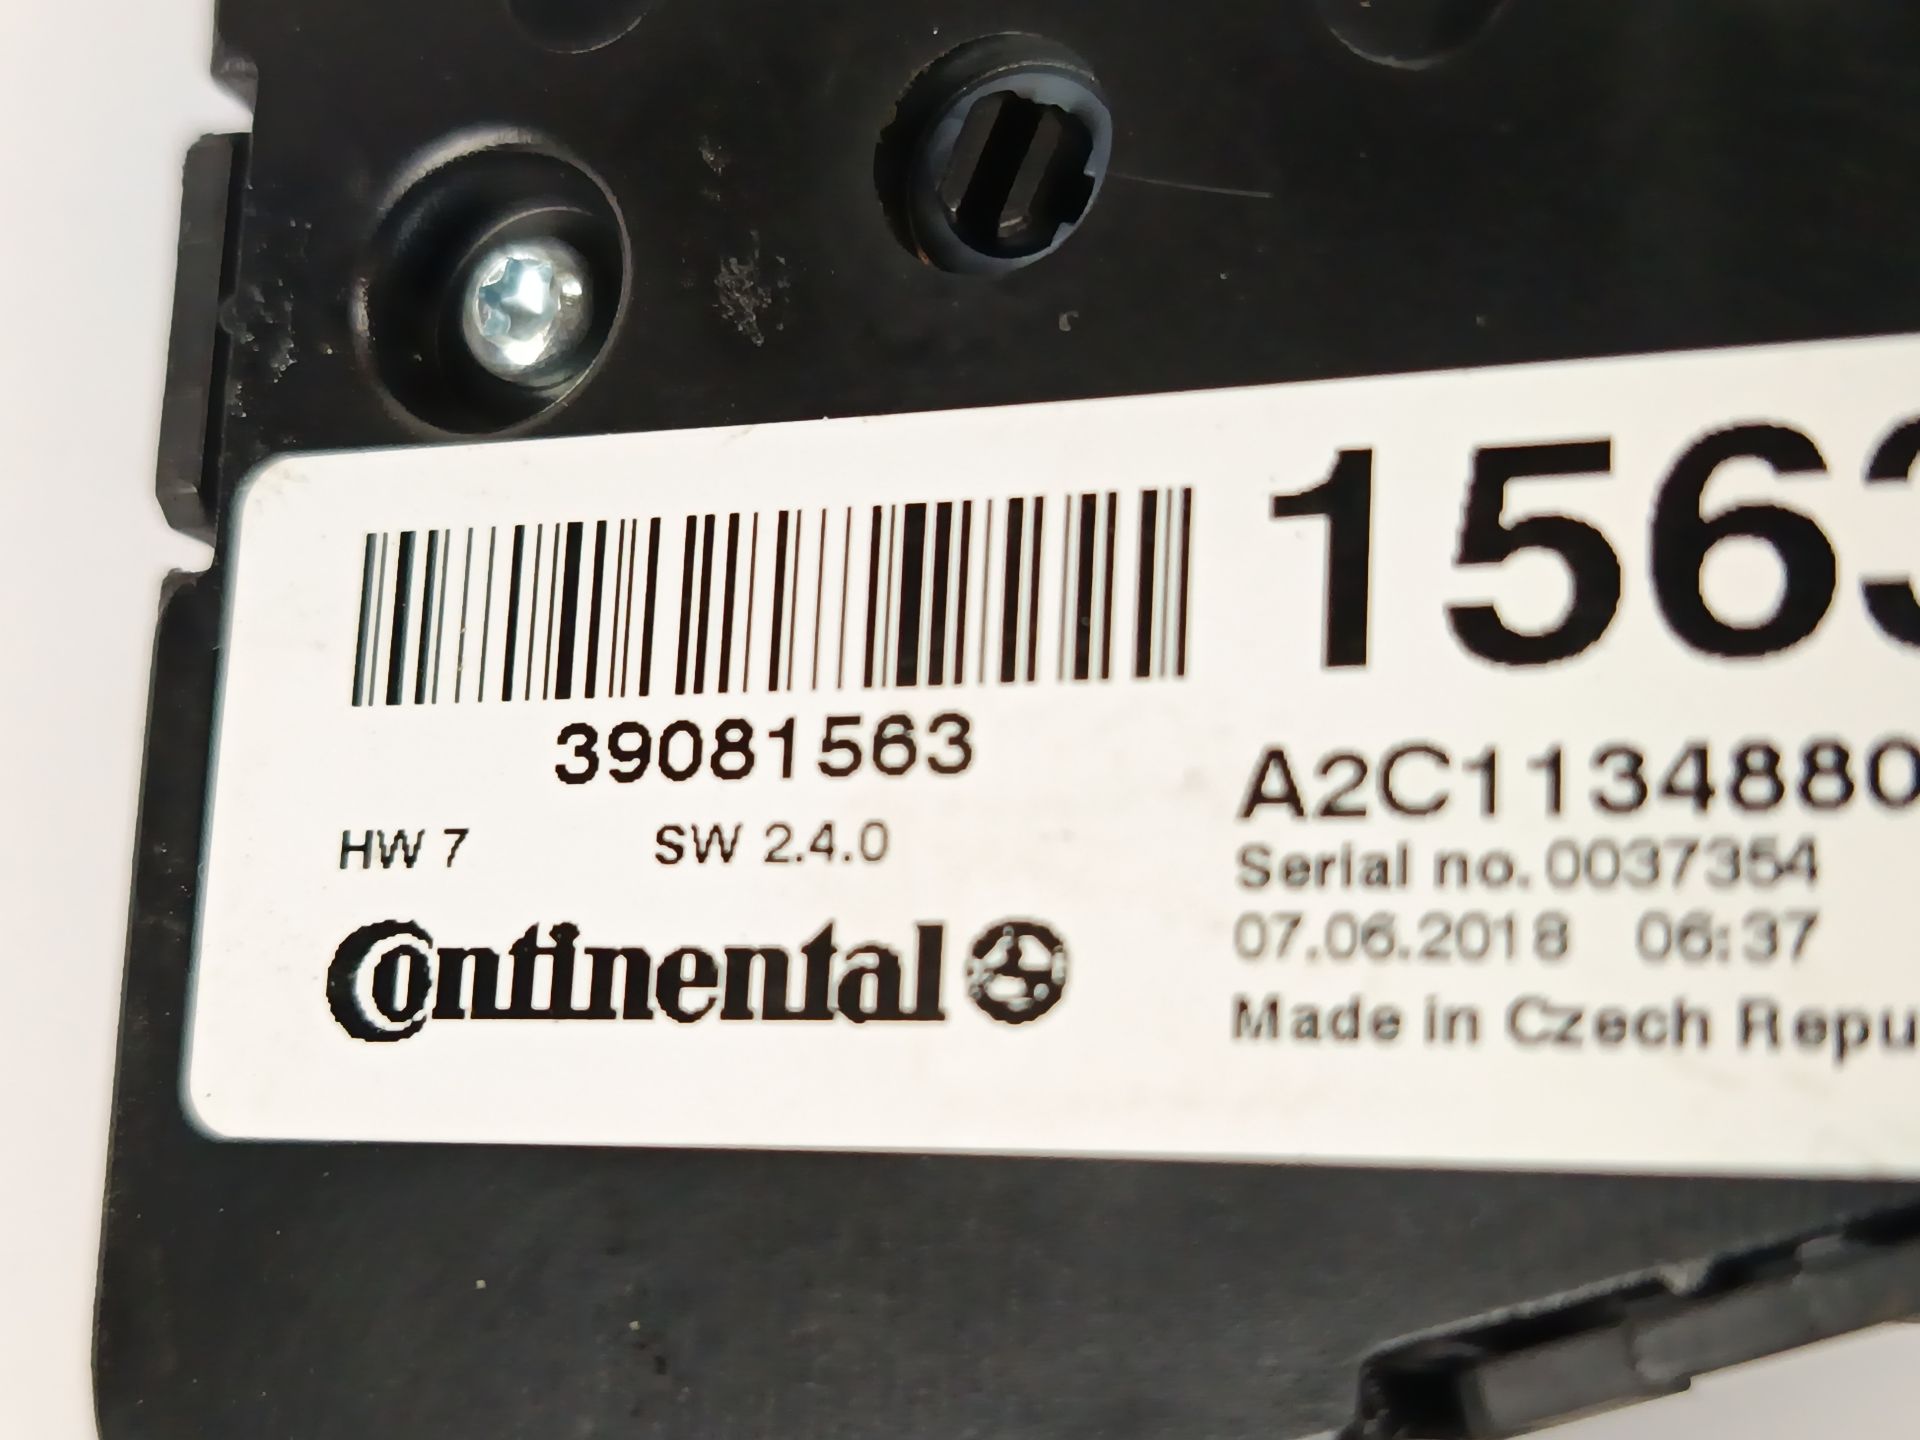 1563
39081563
A2C1134880
HW 7 SW 2.4.0
Serial no. 0037354
07.06.2018 06:37
Continental
Made in Czech Repu